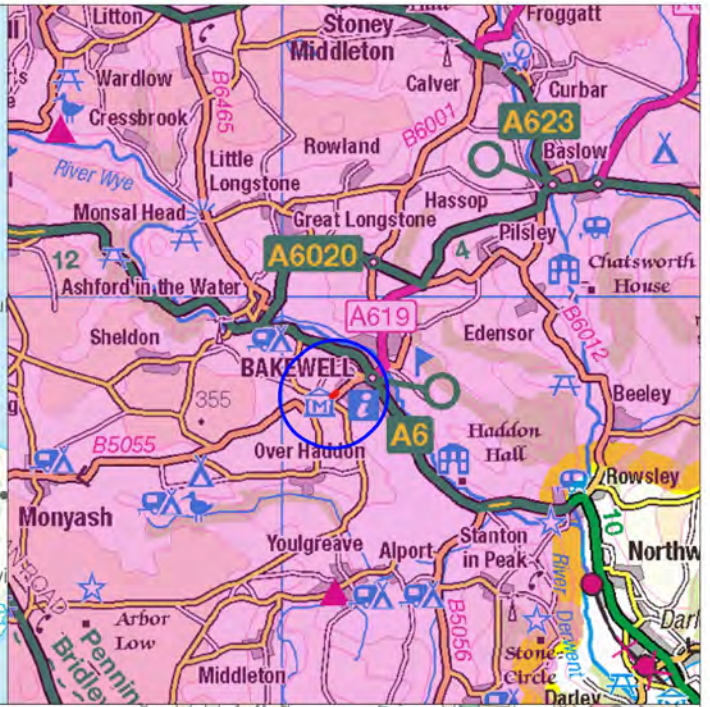 Litton
Stoney
Middleton
Froggatt
Wardlow
Cressbrook
B6465
Calver
Curbar
B6001
A623
Rowland
Baslow
River Wye
Little
Longstone
Hassop
Monsal Head
Great Longstone
Pilsley
12
A6020
4
Chatsworth
House
Ashford in the Water
A619
B6012
Sheldon
Edensor
BAKEWELL
355
M
i
Beeley
B5055
A6
Over Haddon
Haddon
Hall
Rowsley
Monyash
10
Youlgreave
Alport
Stanton
in Peak
Northw
River Derwent
Arbor
Low
B5056
Darl
Pennin
Bridley
Stone
Circle
Middleton
Darley